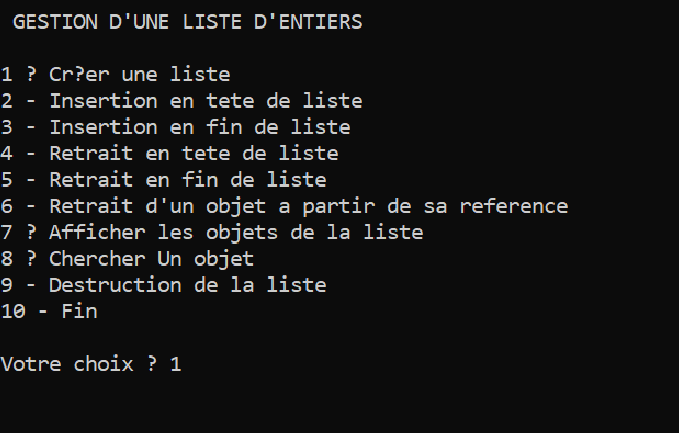 GESTION D'UNE LISTE D'ENTIERS
1 ? Cr?er une liste
2 - Insertion en tete de liste
3 - Insertion en fin de liste
4 - Retrait en tete de liste
5 - Retrait en fin de liste
6 - Retrait d'un objet a partir de sa reference
7 ? Afficher les objets de la liste
8 ? Chercher Un objet
9 - Destruction de la liste
10 - Fin
Votre choix ? 1